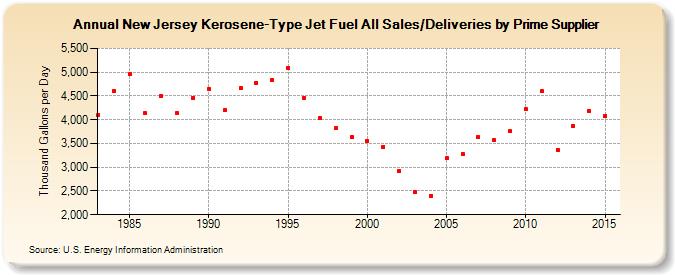 Annual New Jersey Kerosene-Type Jet Fuel All Sales/Deliveries by Prime Supplier
Thousand Gallons per Day
5,500
5,000
4,500
4,000
3,500
3,000
2,500
2,000
1985 1990 1995 2000 2005 2010 2015
Source: U.S. Energy Information Administration